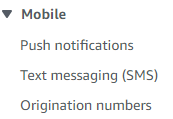 Mobile
Push notifications
Text messaging (SMS)
Origination numbers